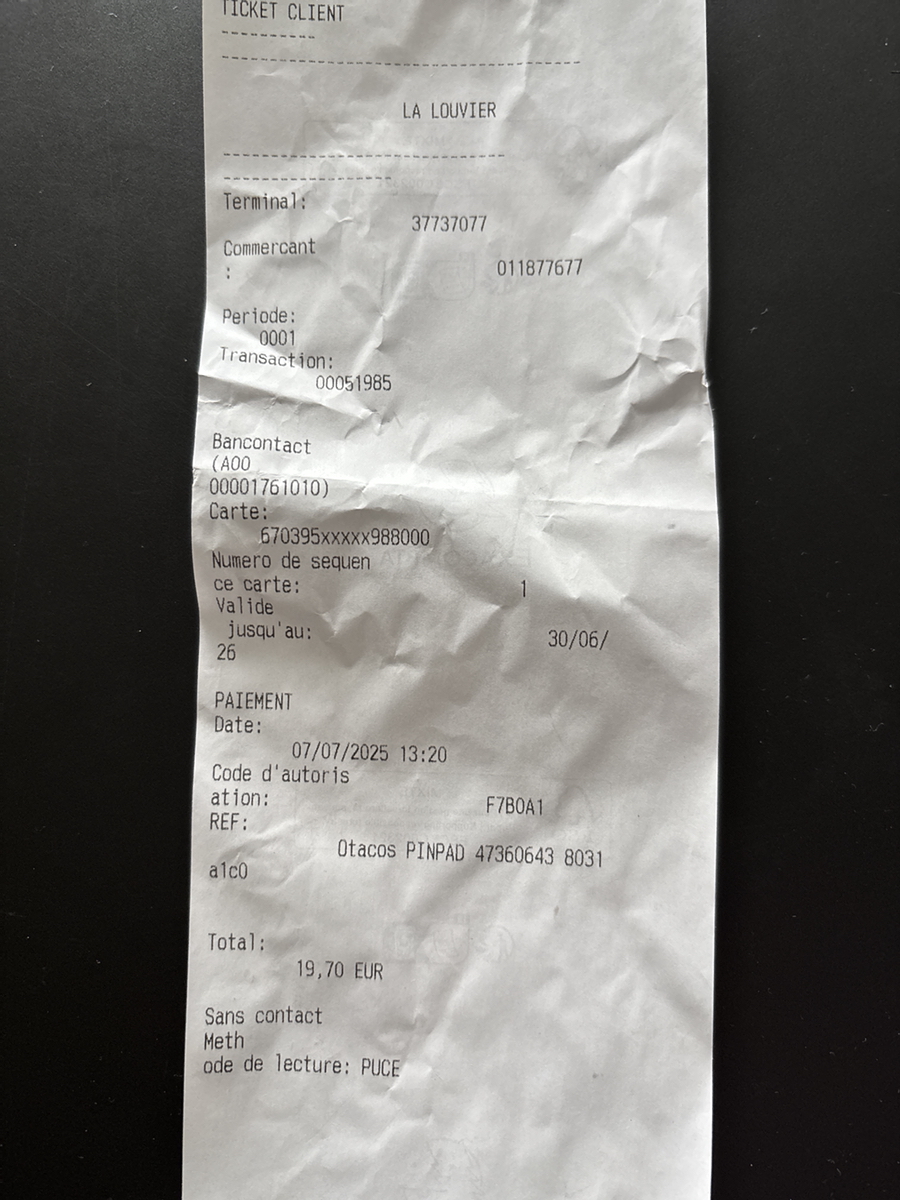 TICKET CLIENT
----------
---------------------------------------
LA LOUVIER
------------------------------
------------------
Terminal:
37737077
Commercant
: 011877677
Periode:
0001
Transaction:
00051985
Bancontact
(A00
00001761010)
Carte:
670395xxxxx988000
Numero de sequen
ce carte: 1
Valide
jusqu'au: 30/06/
26
PAIEMENT
Date:
07/07/2025 13:20
Code d'autoris
ation: F7B0A1
REF:
Otacos PINPAD 47360643 8031
a1c0
Total:
19,70 EUR
Sans contact
Meth
ode de lecture: PUCE